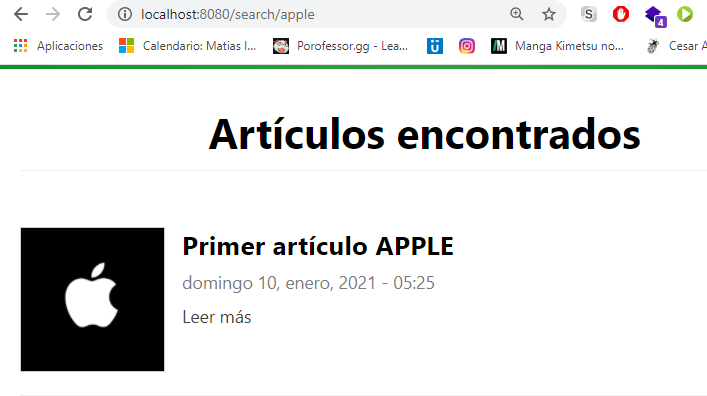 localhost:8080/search/apple
S
4
Aplicaciones
Calendario: Matias I...
Porofessor.gg - Lea...
Manga Kimetsu no...
Cesar A
Artículos encontrados
Primer artículo APPLE
domingo 10, enero, 2021 - 05:25
Leer más